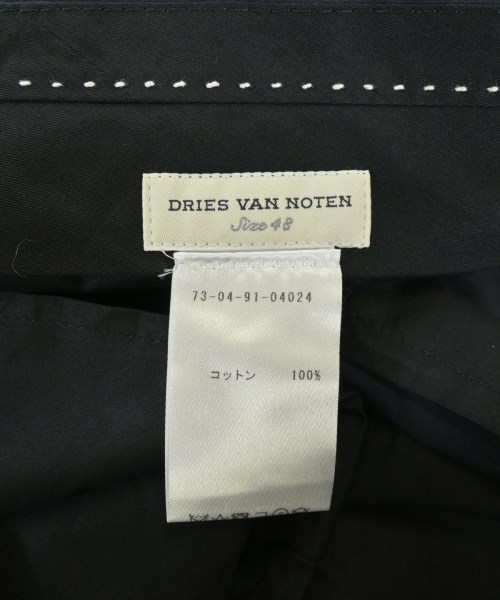 DRIES VAN NOTEN
Size 48
73-04-91-04024
コットン 100%